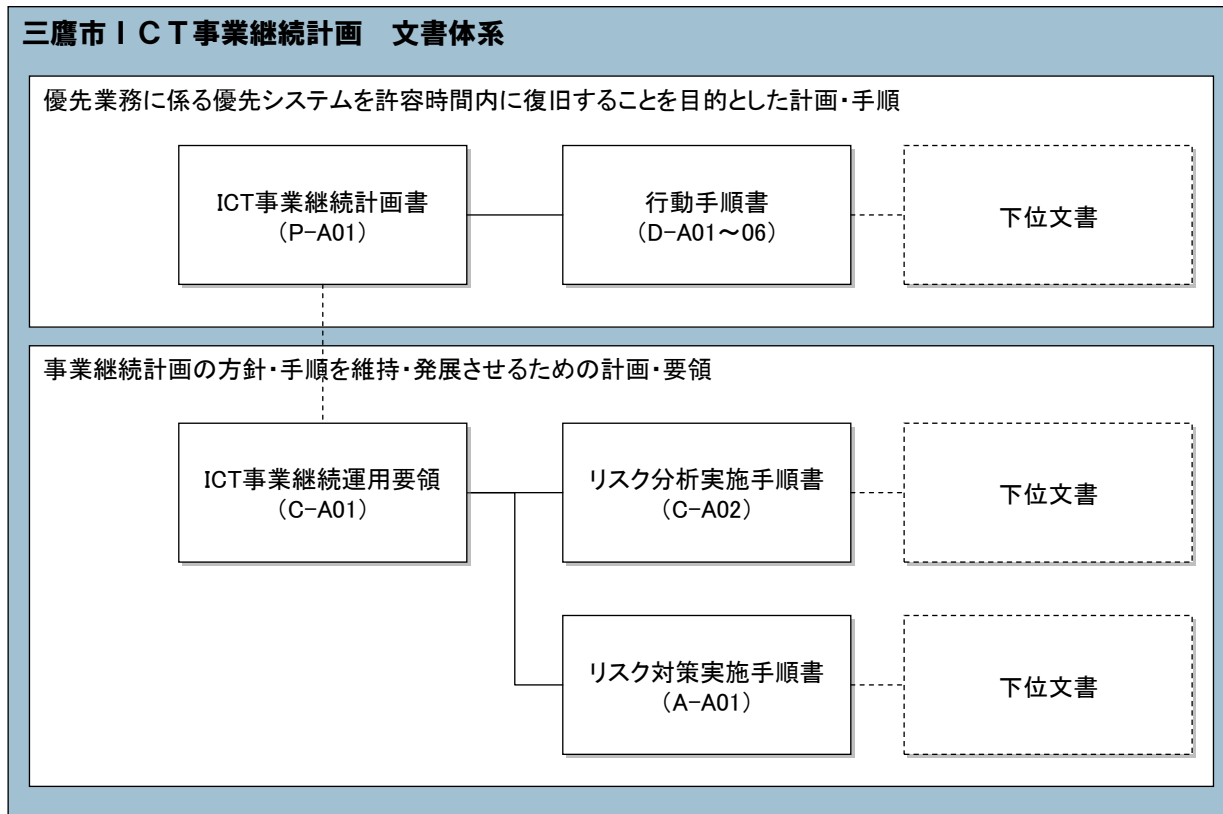 三鷹市ＩＣＴ事業継続計画　文書体系
優先業務に係る優先システムを許容時間内に復旧することを目的とした計画・手順
ICT事業継続計画書
（P-A01）
行動手順書
（D-A01～06）
下位文書
事業継続計画の方針・手順を維持・発展させるための計画・要領
ICT事業継続運用要領
（C-A01）
リスク分析実施手順書
（C-A02）
下位文書
リスク対策実施手順書
（A-A01）
下位文書